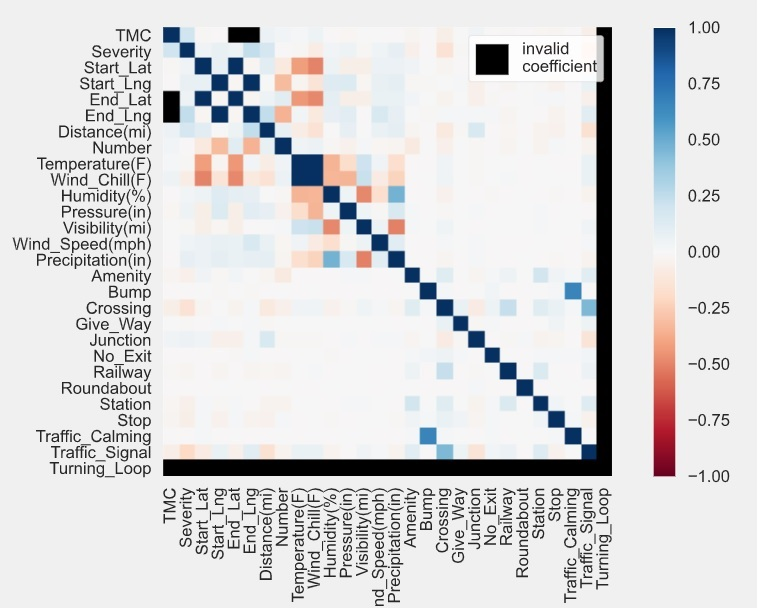 TMC
Severity
Start_Lat
Start_Lng
End_Lat
End_Lng
Distance(mi)
Number
Temperature(F)
Wind_Chill(F)
Humidity(%)
Pressure(in)
Visibility(mi)
Wind_Speed(mph)
Precipitation(in)
Amenity
Bump
Crossing
Give_Way
Junction
No_Exit
Railway
Roundabout
Station
Stop
Traffic_Calming
Traffic_Signal
Turning_Loop
invalid
coefficient
1.00
0.75
0.50
0.25
0.00
−0.25
−0.50
−0.75
−1.00
TMC
Severity
Start_Lat
Start_Lng
End_Lat
End_Lng
Distance(mi)
Number
Temperature(F)
Wind_Chill(F)
Humidity(%)
Pressure(in)
Visibility(mi)
nd_Speed(mph)
Precipitation(in)
Amenity
Bump
Crossing
Give_Way
Junction
No_Exit
Railway
Roundabout
Station
Stop
Traffic_Calming
Traffic_Signal
Turning_Loop